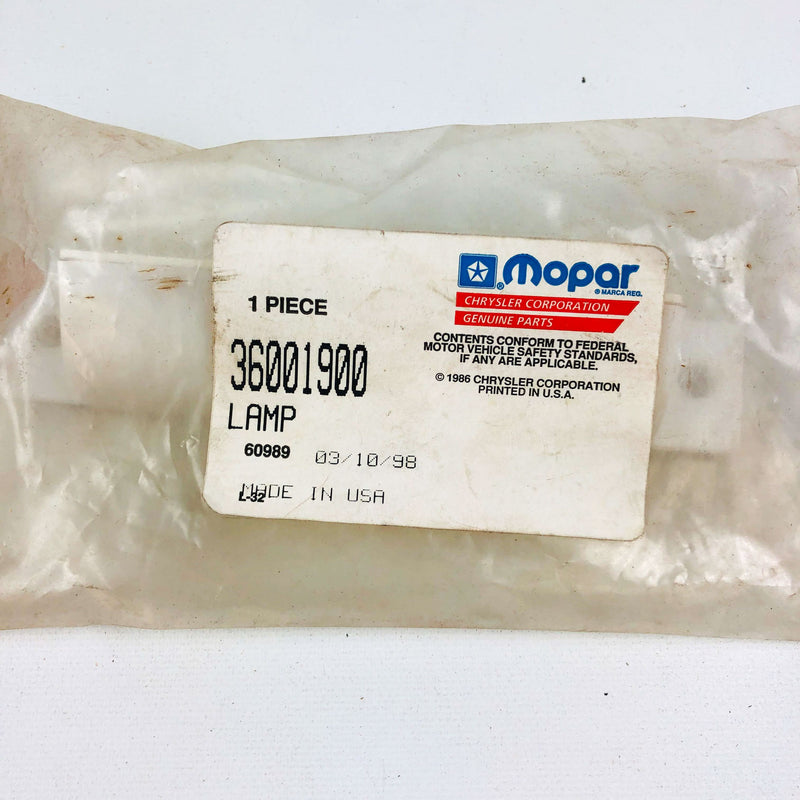 Mopar
® ® MARCA REG.
CHRYSLER CORPORATION
GENUINE PARTS
CONTENTS CONFORM TO FEDERAL
MOTOR VEHICLE SAFETY STANDARDS,
IF ANY ARE APPLICABLE.
© 1986 CHRYSLER CORPORATION
PRINTED IN U.S.A.
1 PIECE
36001900
LAMP
60989 03/10/98
MADE IN USA
L-32